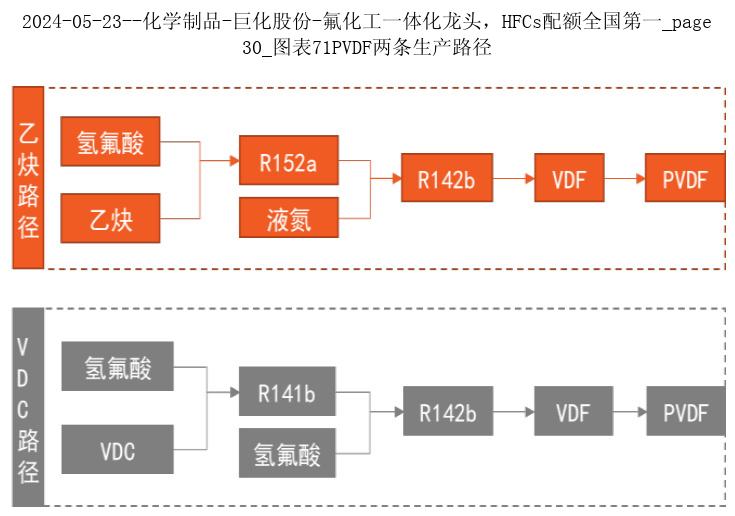 2024-05-23--化学制品-巨化股份-氟化工一体化龙头，HFCs配额全国第一_page
30_图表71PVDF两条生产路径
乙炔路径
氢氟酸
乙炔
R152a
液氮
R142b
VDF
PVDF
VDC路径
氢氟酸
VDC
R141b
氢氟酸
R142b
VDF
PVDF